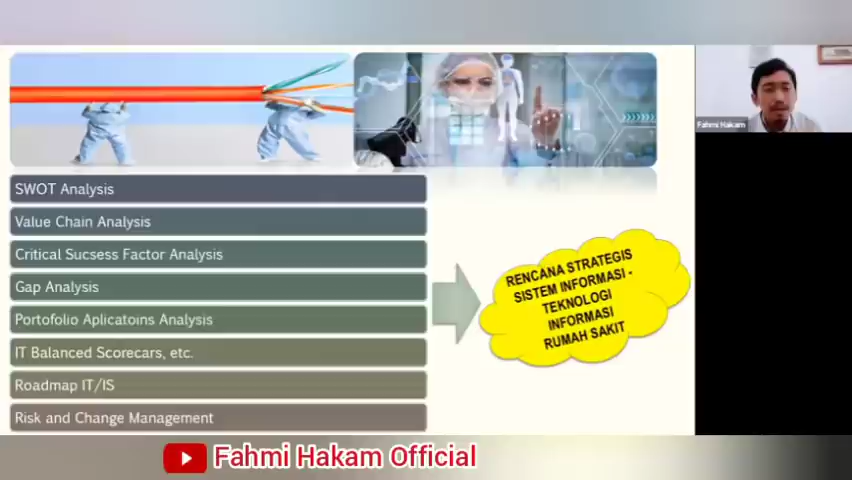 Fahmi Hakam
SWOT Analysis
Value Chain Analysis
Critical Sucsess Factor Analysis
Gap Analysis
Portofolio Aplicatoins Analysis
IT Balanced Scorecars, etc.
Roadmap IT/IS
Risk and Change Management
RENCANA STRATEGIS
SISTEM INFORMASI -
TEKNOLOGI
INFORMASI
RUMAH SAKIT
Fahmi Hakam Official